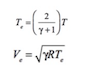 T_e = (2 / (γ+1)) T
V_e = √(γRT_e)